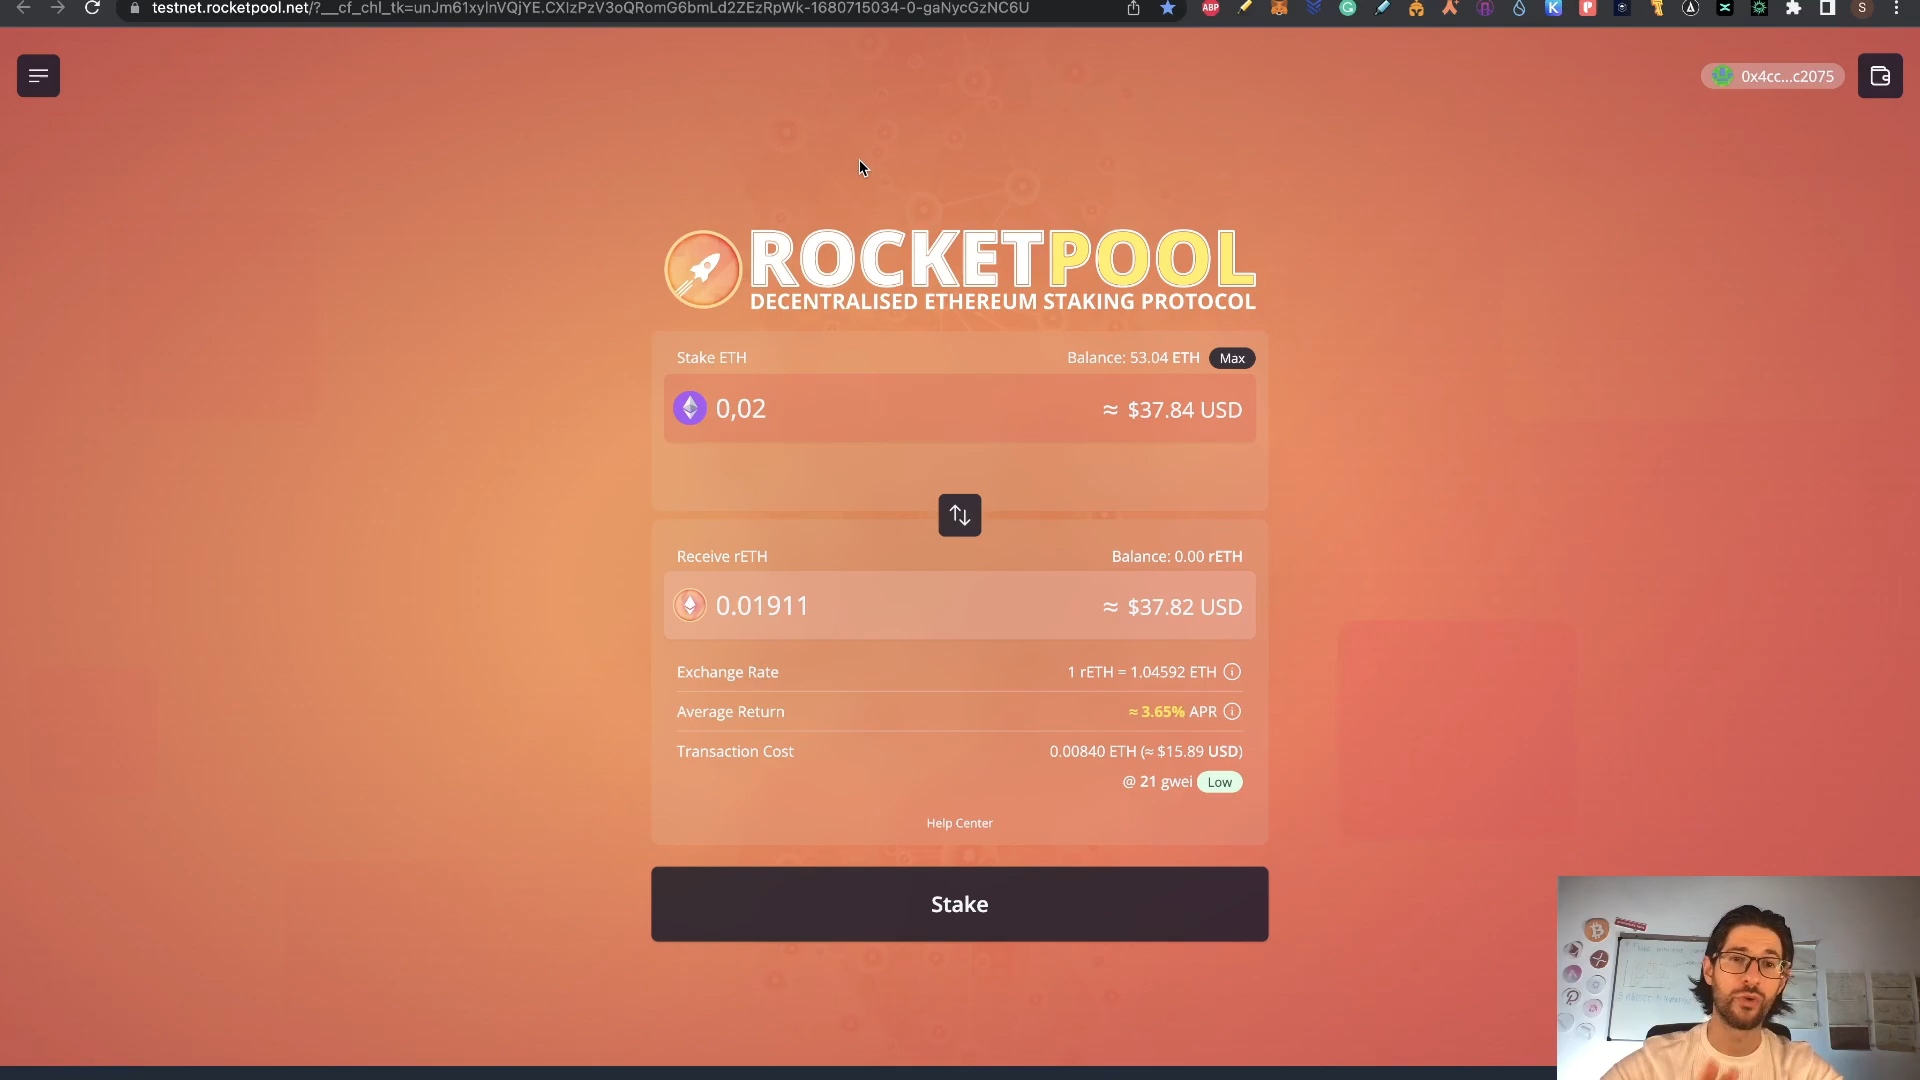 testnet.rocketpool.net/?__cf_chl_tk=unJm61xylnVQjYE.CXIzPzV3oQRomG6bmLd2ZEzRpWk-1680715034-0-gaNycGzNC6U
ABP
K
S
0x4cc...c2075
ROCKETPOOL
DECENTRALISED ETHEREUM STAKING PROTOCOL
Stake ETH
Balance: 53.04 ETH Max
0,02
≈ $37.84 USD
Receive rETH
Balance: 0.00 rETH
0.01911
≈ $37.82 USD
Exchange Rate
1 rETH = 1.04592 ETH
Average Return
≈ 3.65% APR
Transaction Cost
0.00840 ETH (≈ $15.89 USD)
@ 21 gwei Low
Help Center
Stake